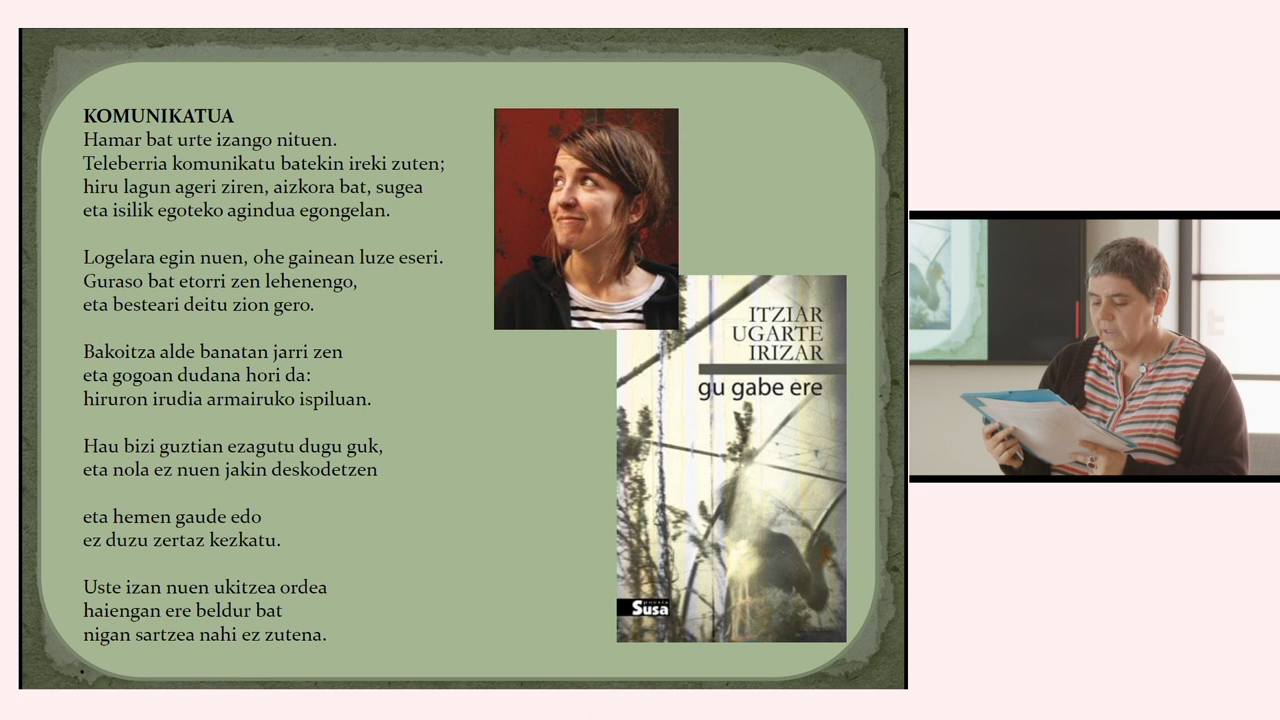 KOMUNIKATUA
Hamar bat urte izango nituen.
Teleberria komunikatu batekin ireki zuten;
hiru lagun ageri ziren, aizkora bat, sugea
eta isilik egoteko agindua egongelan.
Logelara egin nuen, ohe gainean luze eseri.
Guraso bat etorri zen lehenengo,
eta besteari deitu zion gero.
Bakoitza alde banatan jarri zen
eta gogoan dudana hori da:
hiruron irudia armairuko ispiluan.
Hau bizi guztian ezagutu dugu guk,
eta nola ez nuen jakin deskodetzen
eta hemen gaude edo
ez duzu zertaz kezkatu.
Uste izan nuen ukitzea ordea
haiengan ere beldur bat
nigan sartzea nahi ez zutena.
.
ITZIAR
UGARTE
IRIZAR
gu gabe ere
poesia
Susa